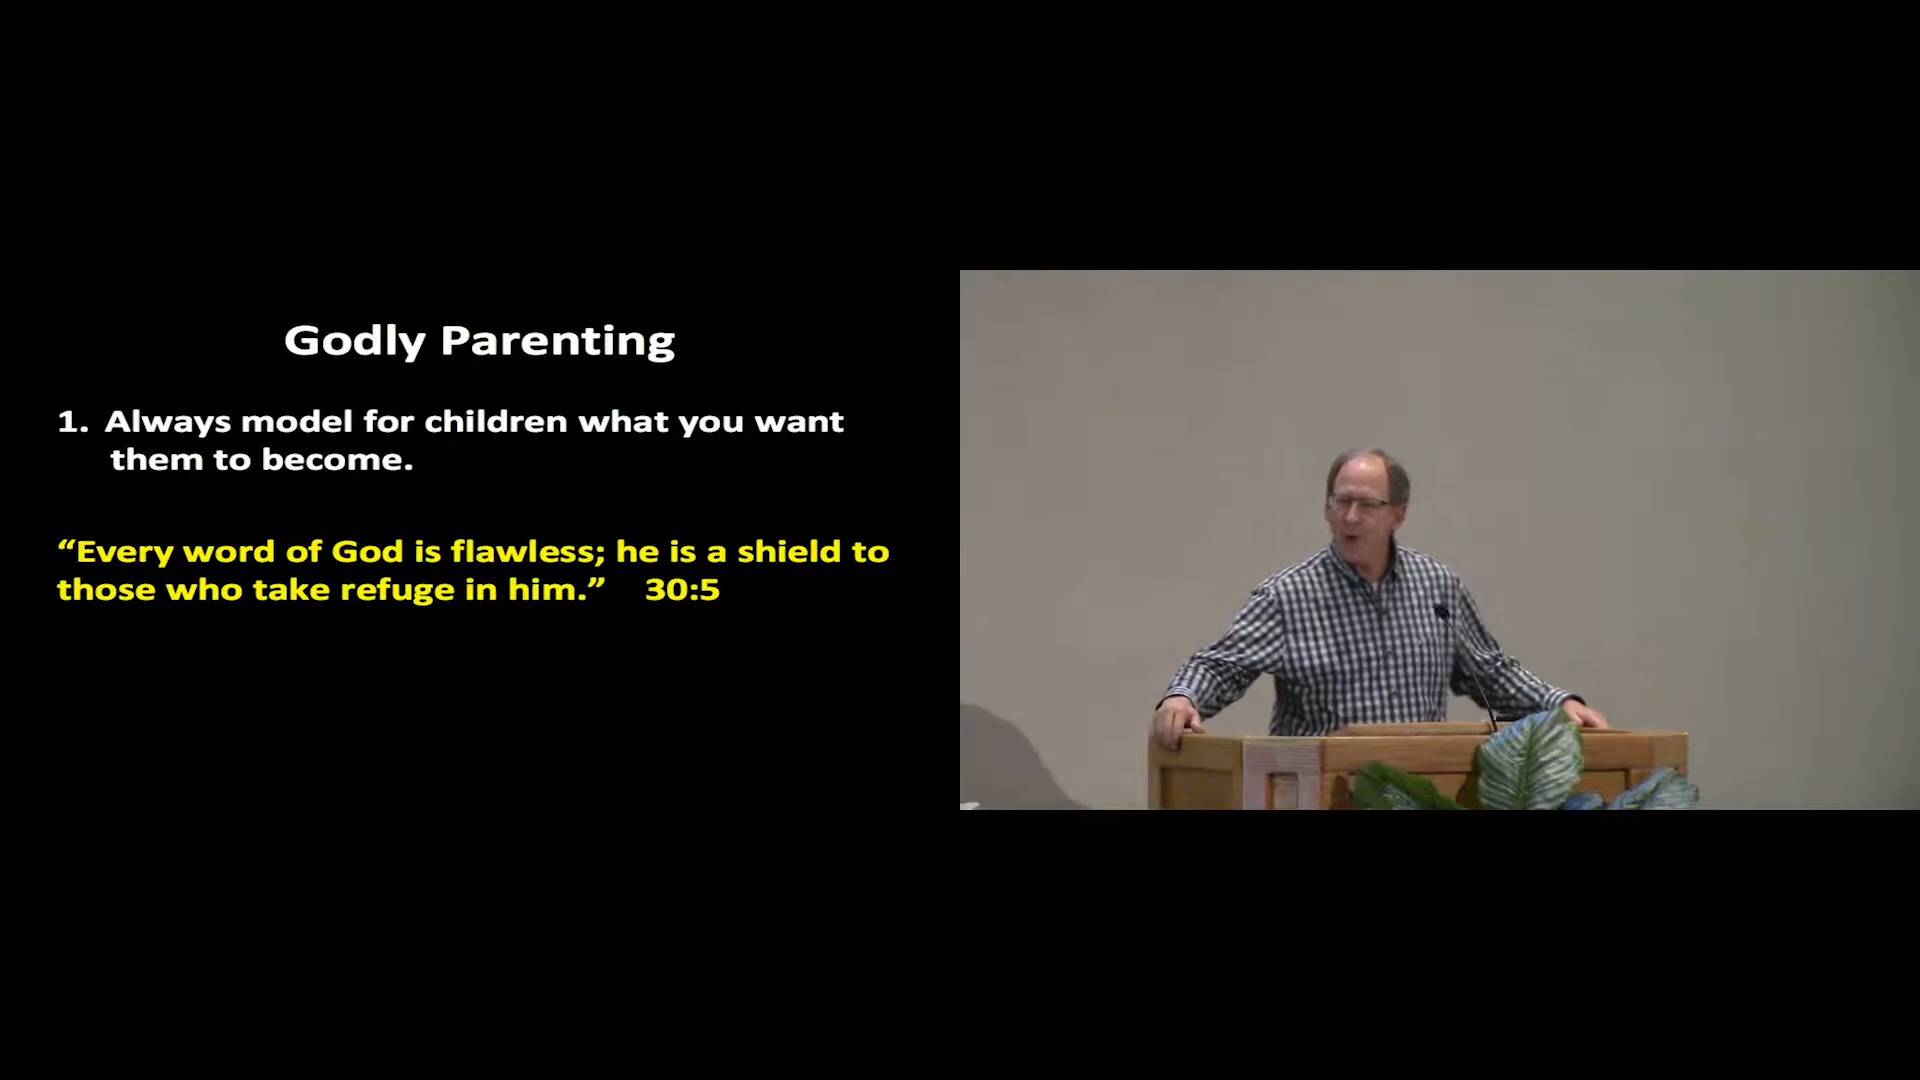 Godly Parenting
1. Always model for children what you want
them to become.
“Every word of God is flawless; he is a shield to
those who take refuge in him.” 30:5